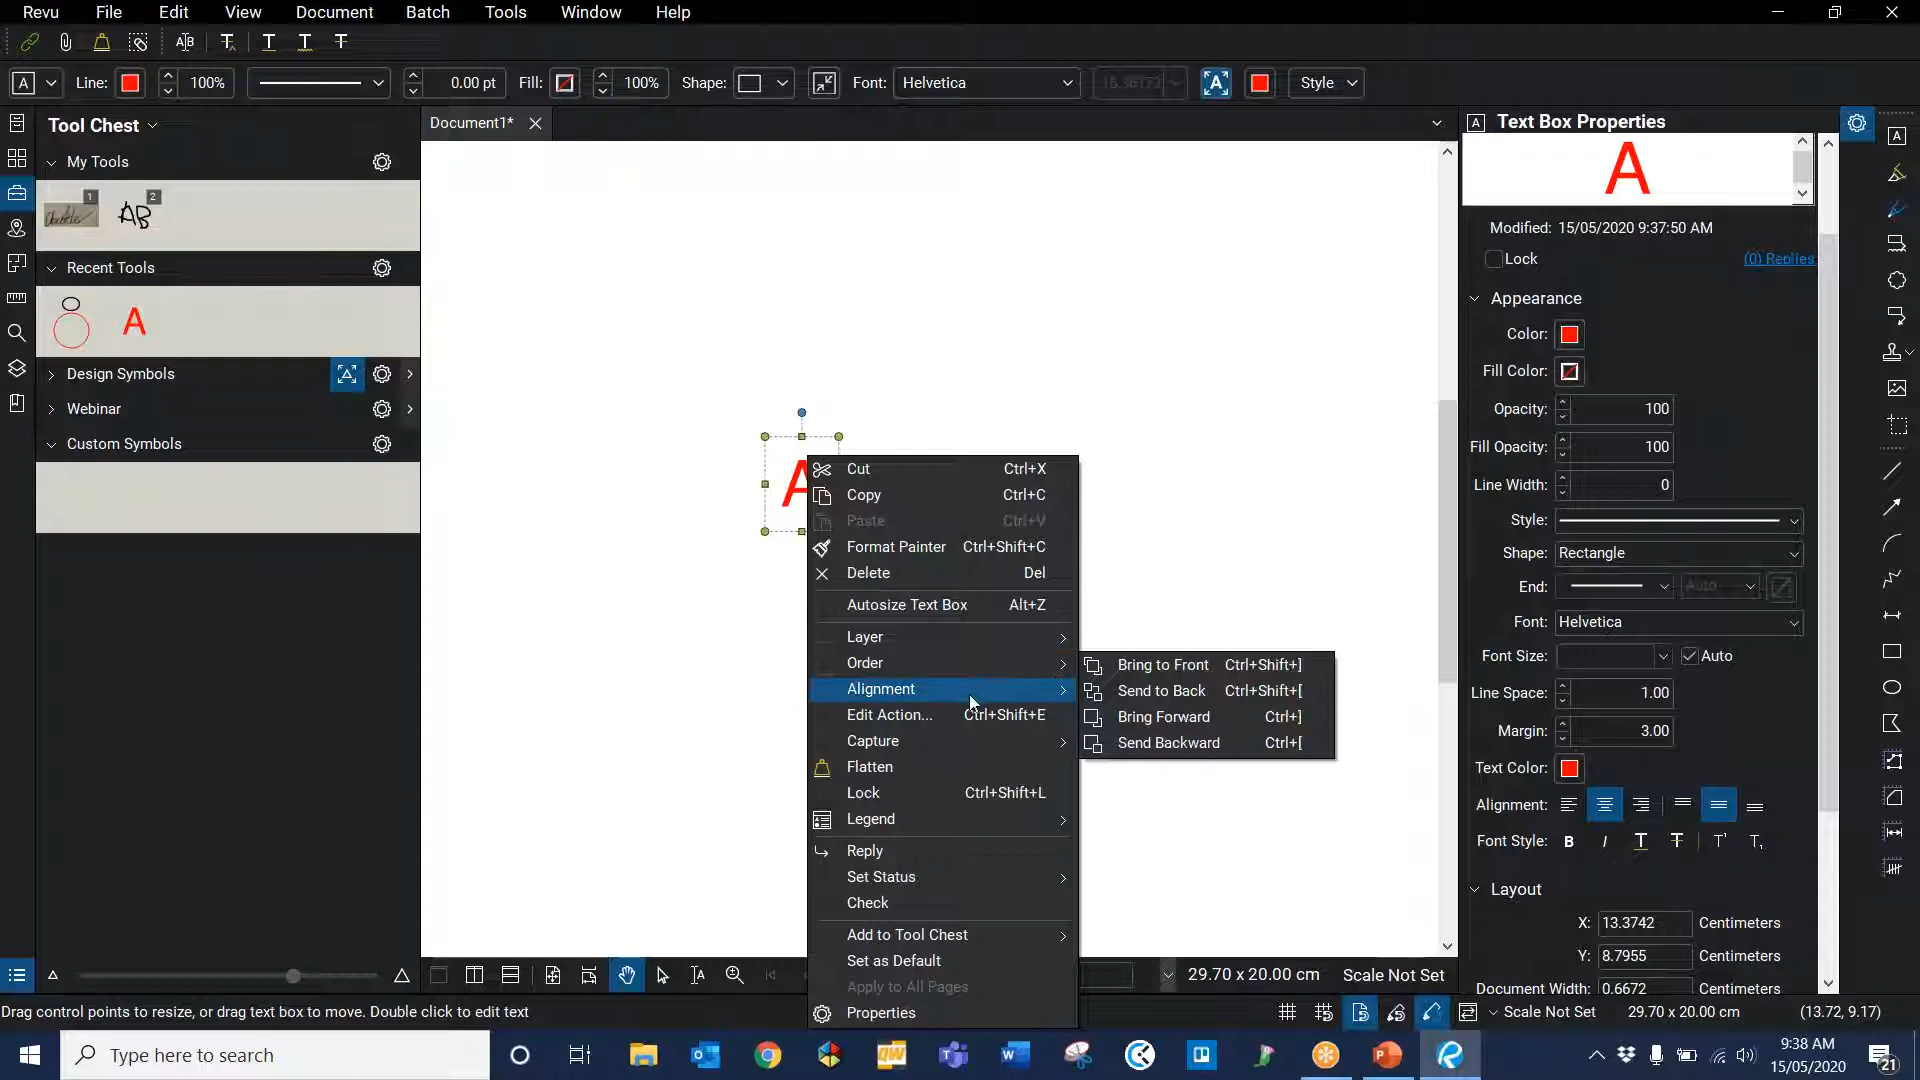 Revu File Edit View Document Batch Tools Window Help
A Line: 100% 0.00 pt Fill: 100% Shape: Font: Helvetica A Style
Tool Chest
Document1*
A Text Box Properties
A
My Tools
1 2
AB
Modified: 15/05/2020 9:37:50 AM
Lock (0) Replies
Recent Tools
A
Appearance
Color:
Fill Color:
Design Symbols
Opacity: 100
Webinar
Fill Opacity: 100
Custom Symbols
A
Line Width: 0
Style:
Shape: Rectangle
End: Auto
Font: Helvetica
Font Size: Auto
Line Space: 1.00
Margin: 3.00
Text Color:
Alignment:
Font Style: B I T T T T
Layout
X: 13.3742 Centimeters
Y: 8.7955 Centimeters
Document Width: 0.6672 Centimeters
Cut Ctrl+X
Copy Ctrl+C
Paste Ctrl+V
Format Painter Ctrl+Shift+C
Delete Del
Autosize Text Box Alt+Z
Layer
Order
Alignment
Edit Action... Ctrl+Shift+E
Capture
Flatten
Lock Ctrl+Shift+L
Legend
Reply
Set Status
Check
Add to Tool Chest
Set as Default
Apply to All Pages
Properties
Bring to Front Ctrl+Shift+]
Send to Back Ctrl+Shift+[
Bring Forward Ctrl+]
Send Backward Ctrl+[
29.70 x 20.00 cm Scale Not Set
Drag control points to resize, or drag text box to move. Double click to edit text
Scale Not Set 29.70 x 20.00 cm (13.72, 9.17)
Type here to search
9:38 AM
15/05/2020
21